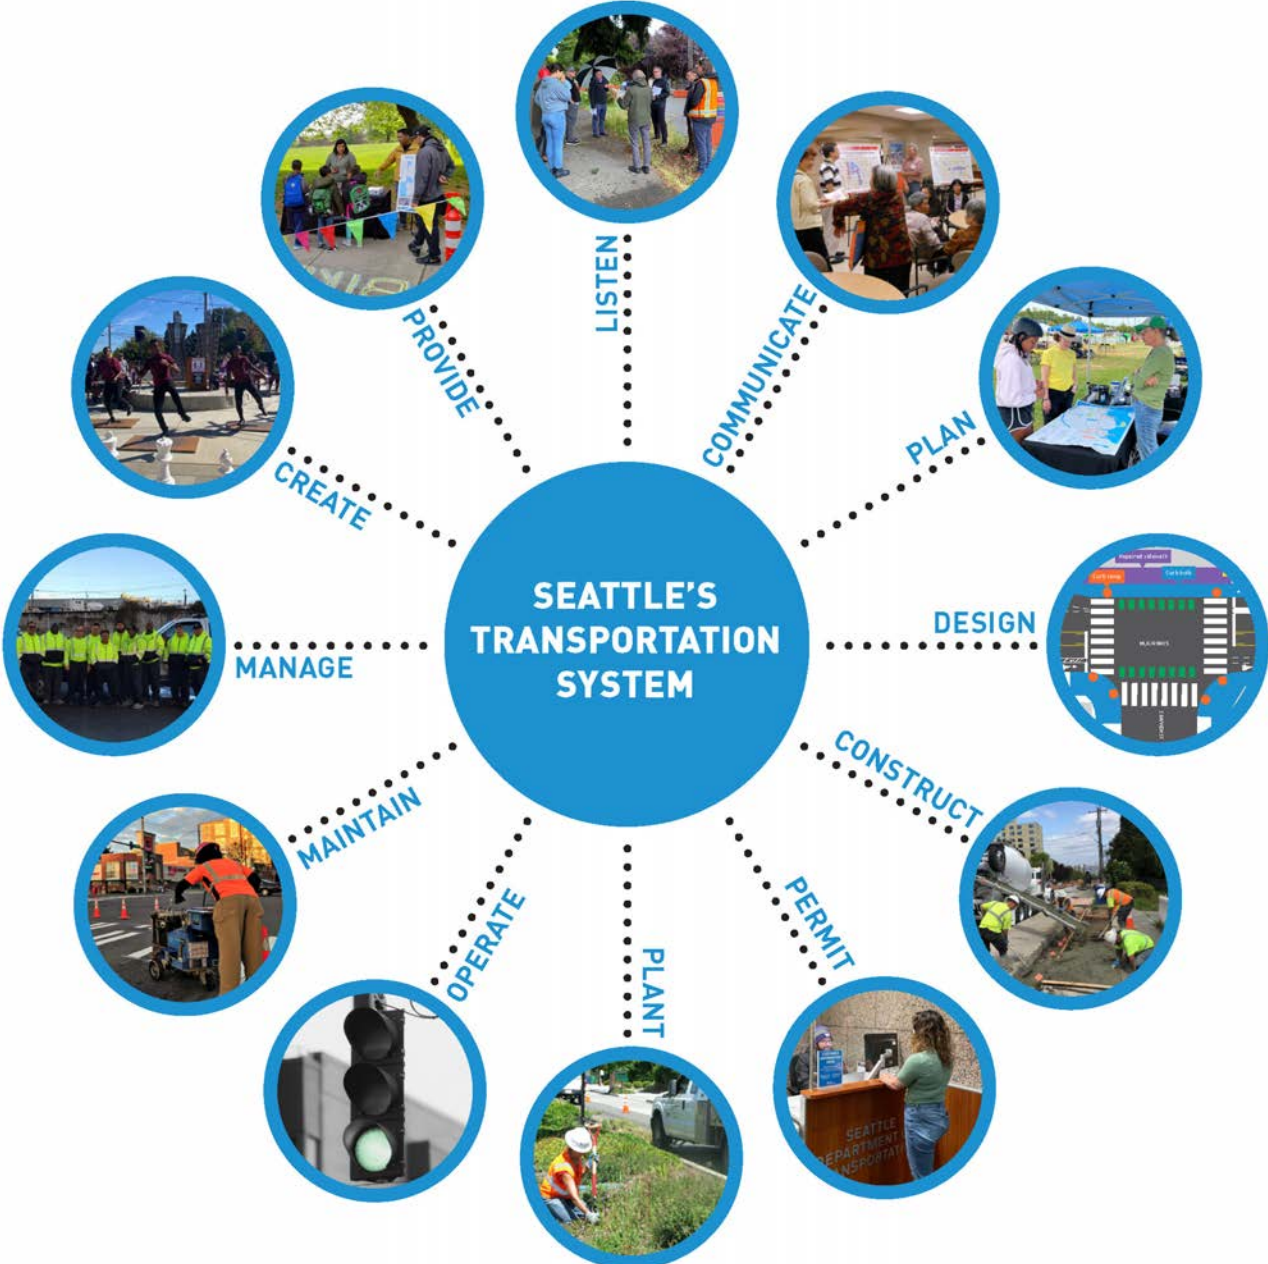 LISTEN
COMMUNICATE
PLAN
DESIGN
CONSTRUCT
PERMIT
PLANT
OPERATE
MAINTAIN
MANAGE
CREATE
PROVIDE
SEATTLE'S
TRANSPORTATION
SYSTEM
SEATTLE